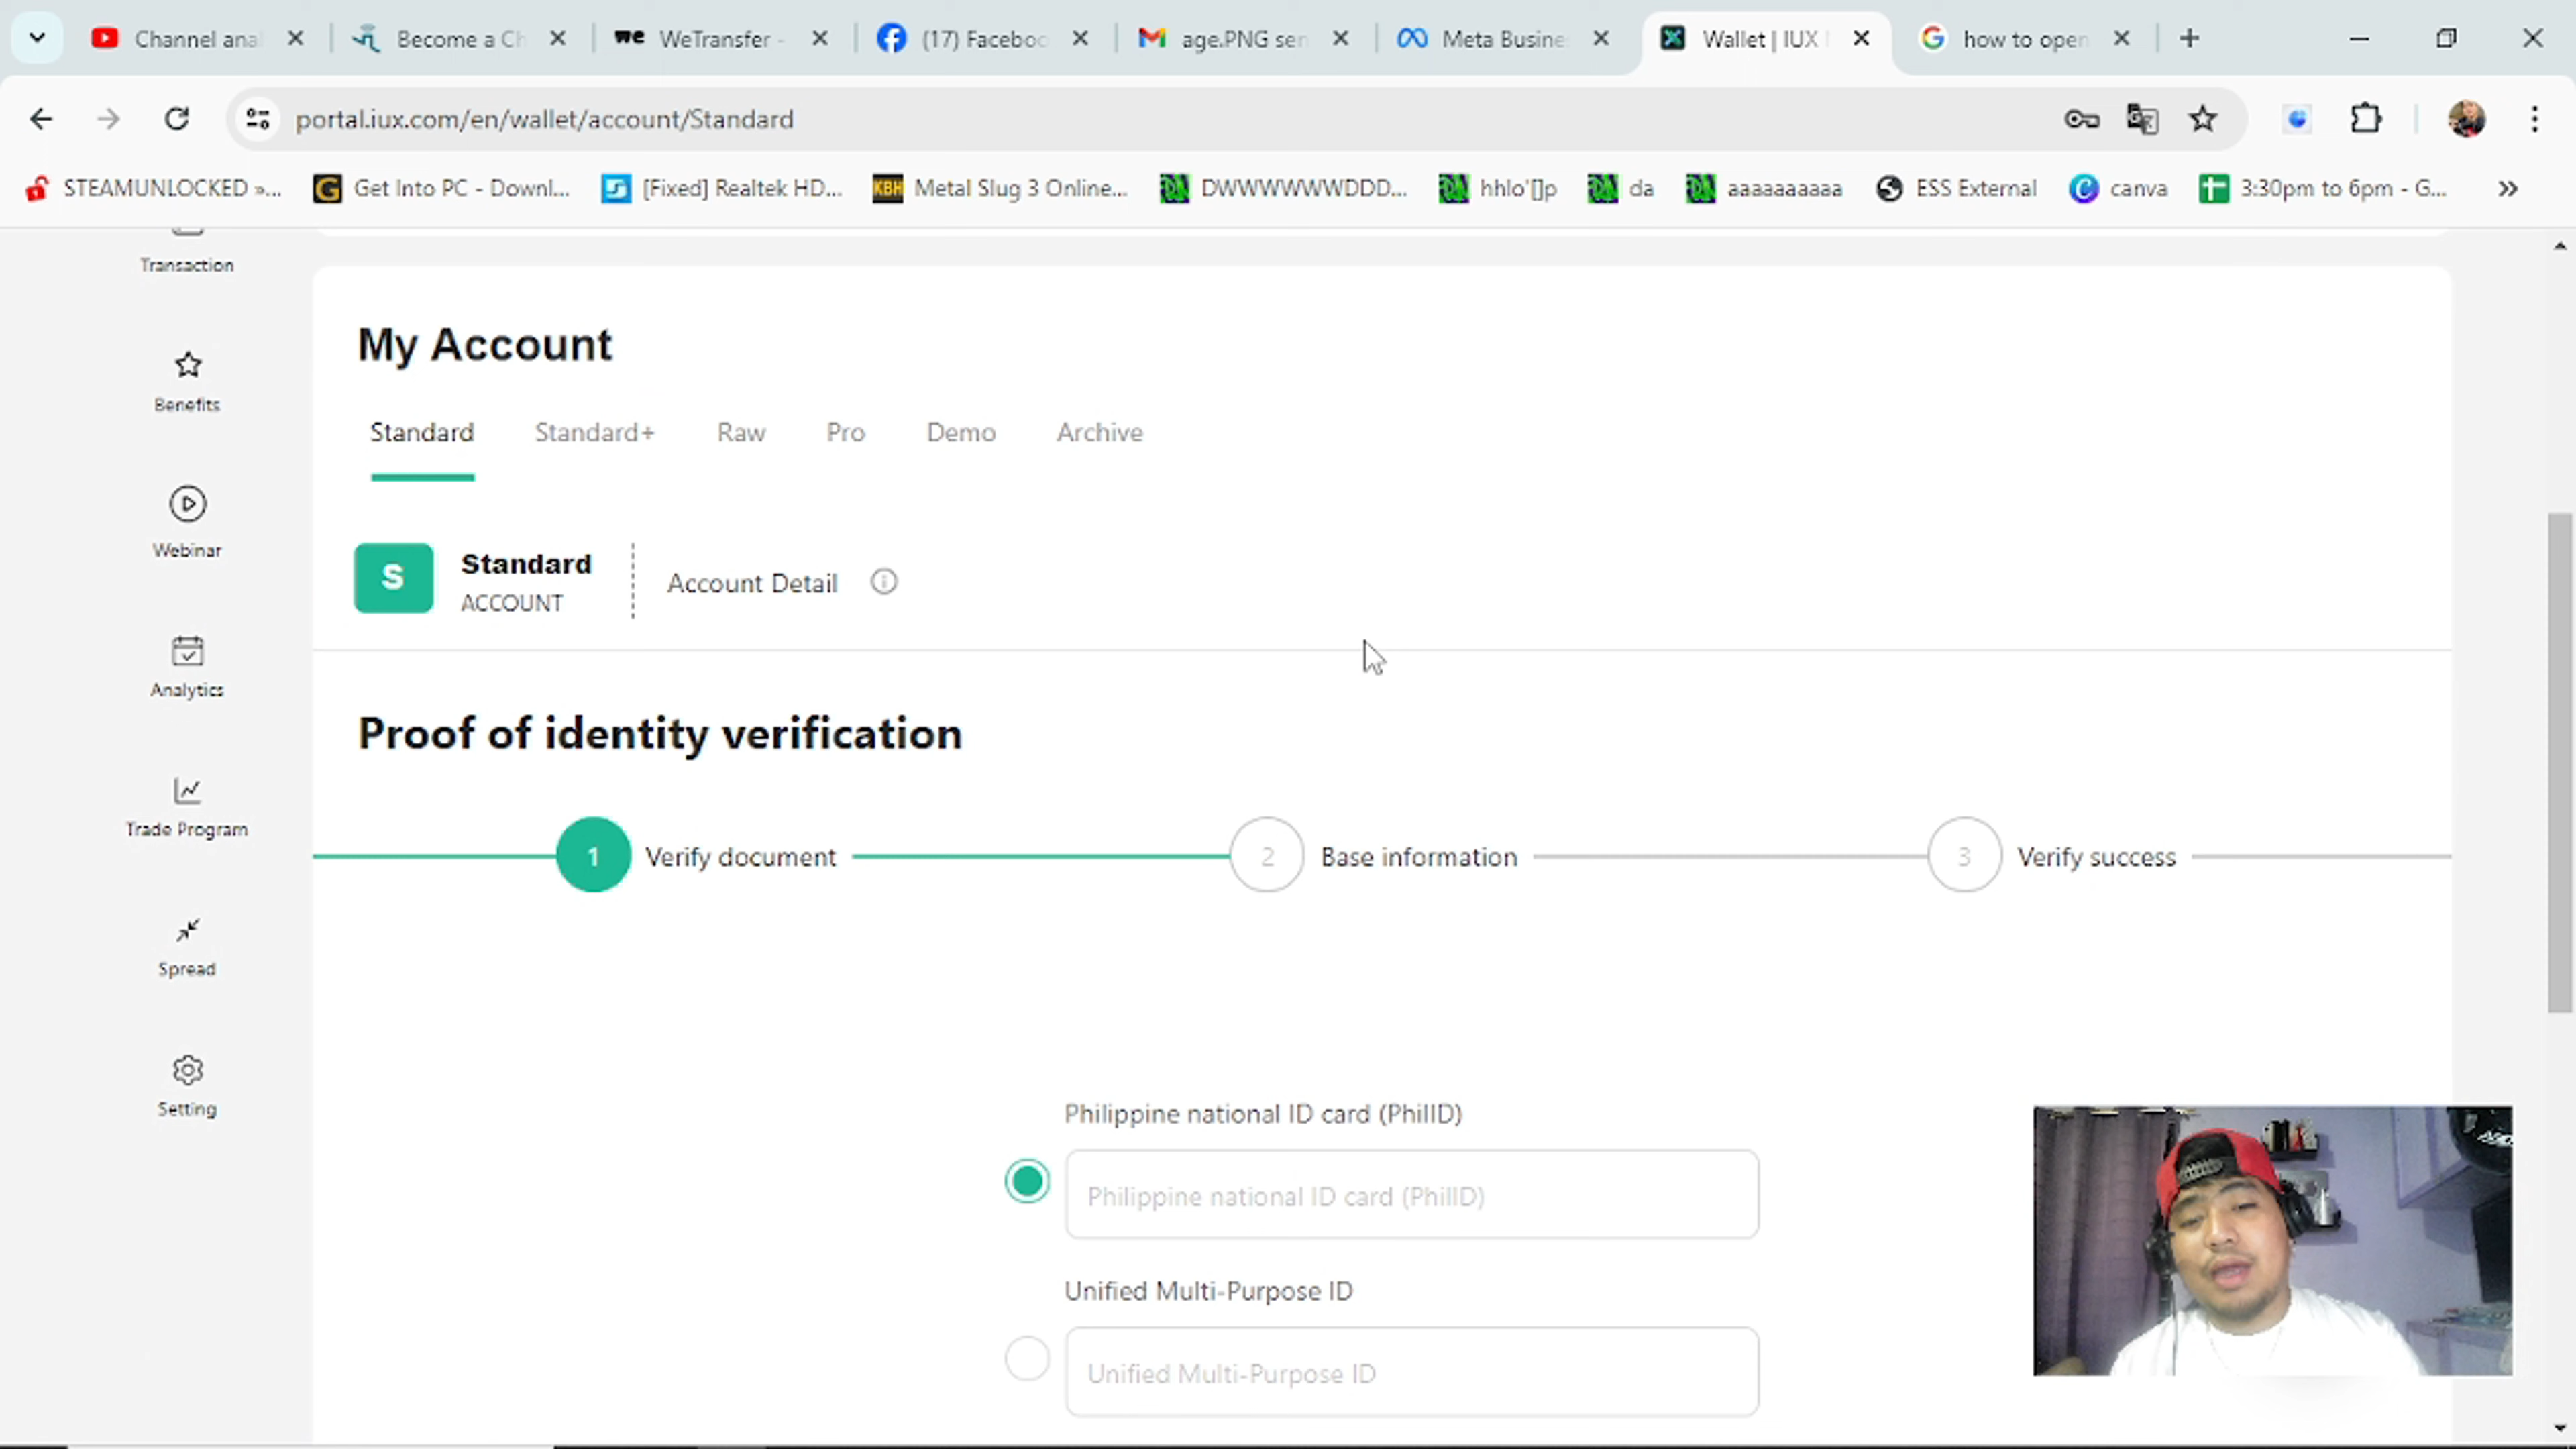 Channel anal
Become a Ch
WeTransfer -
(17) Faceboo
age.PNG sen
Meta Busine
Wallet | IUX
how to open
portal.iux.com/en/wallet/account/Standard
STEAMUNLOCKED »...
Get Into PC - Downl...
[Fixed] Realtek HD...
KBH Metal Slug 3 Online...
DWWWWWWDDD...
hhlo'[]p
da
aaaaaaaaaa
ESS External
canva
3:30pm to 6pm - G...
Transaction
Benefits
Webinar
Analytics
Trade Program
Spread
Setting
My Account
Standard Standard+ Raw Pro Demo Archive
S
Standard
ACCOUNT
Account Detail
Proof of identity verification
1 Verify document
2 Base information
3 Verify success
Philippine national ID card (PhilID)
Philippine national ID card (PhilID)
Unified Multi-Purpose ID
Unified Multi-Purpose ID